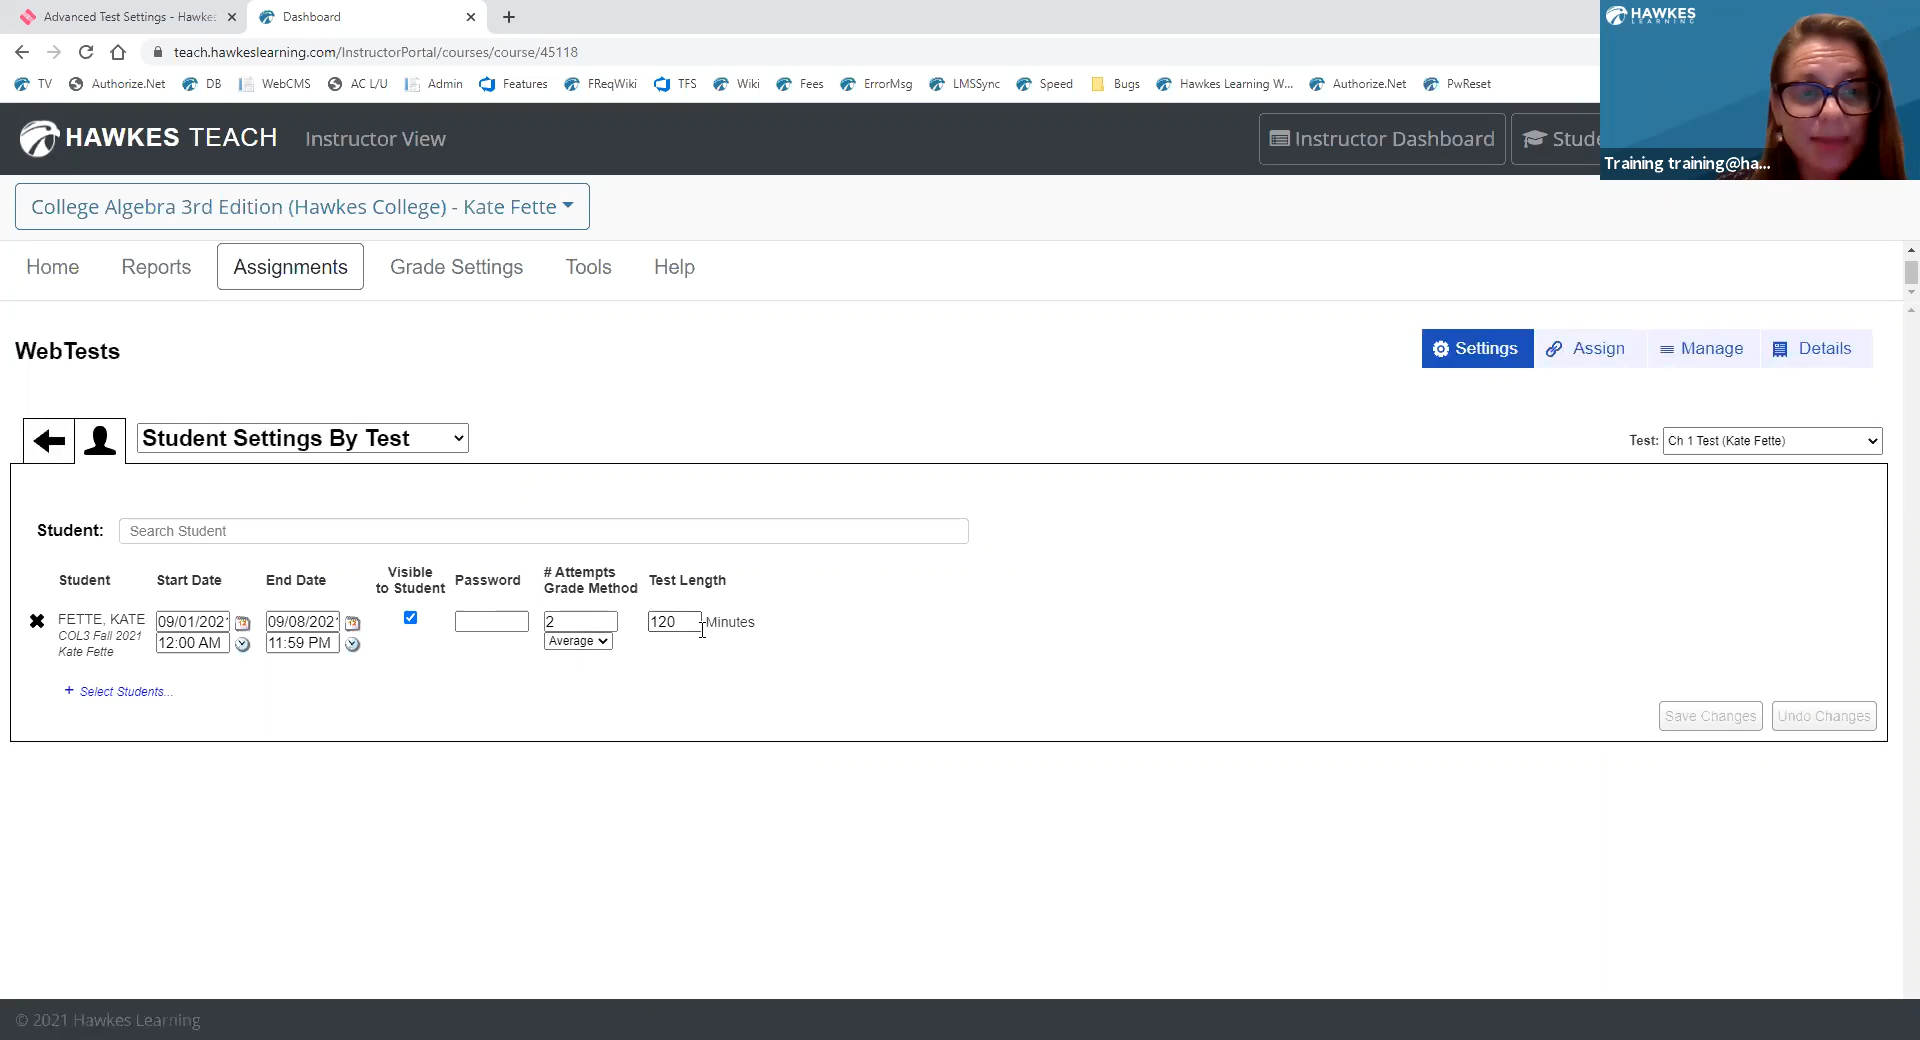 Advanced Test Settings - Hawkes
Dashboard
teach.hawkeslearning.com/InstructorPortal/courses/course/45118
TV Authorize.Net DB WebCMS AC L/U Admin Features FReqWiki TFS Wiki Fees ErrorMsg LMSSync Speed Bugs Hawkes Learning W... Authorize.Net PwReset
HAWKES
LEARNING
Training training@ha...
HAWKES TEACH Instructor View Instructor Dashboard Stude
College Algebra 3rd Edition (Hawkes College) - Kate Fette
Home Reports Assignments Grade Settings Tools Help
WebTests
Settings Assign Manage Details
Student Settings By Test
Test: Ch 1 Test (Kate Fette)
Student: Search Student
Student Start Date End Date Visible to Student Password # Attempts Grade Method Test Length
FETTE, KATE 09/01/202 09/08/202 2 120 Minutes
COL3 Fall 2021 12:00 AM 11:59 PM Average
Kate Fette
+ Select Students...
Save Changes Undo Changes
© 2021 Hawkes Learning